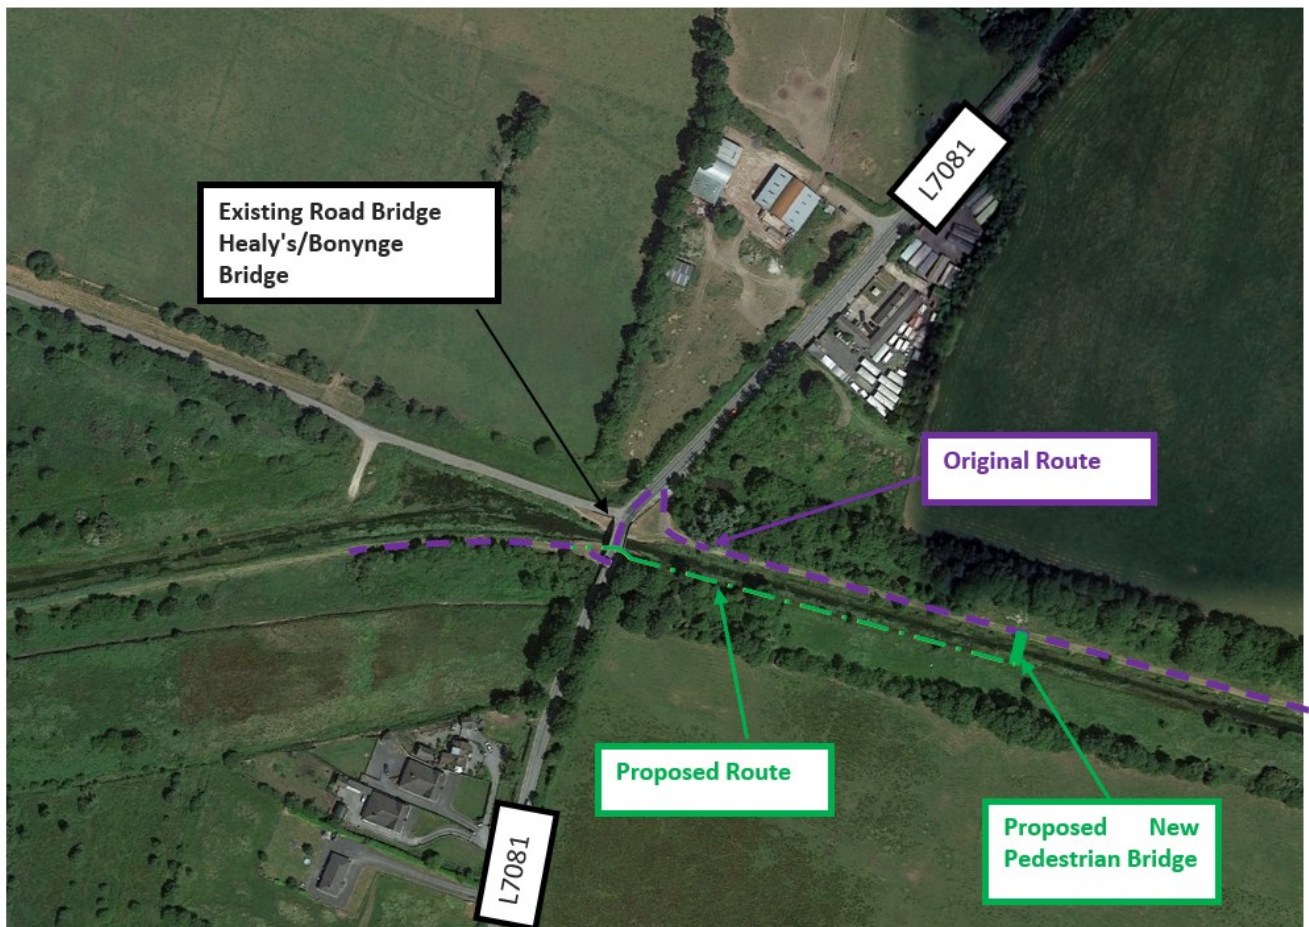 L7081
Existing Road Bridge
Healy's/Bonynge
Bridge
Original Route
Proposed Route
Proposed New
Pedestrian Bridge
L7081